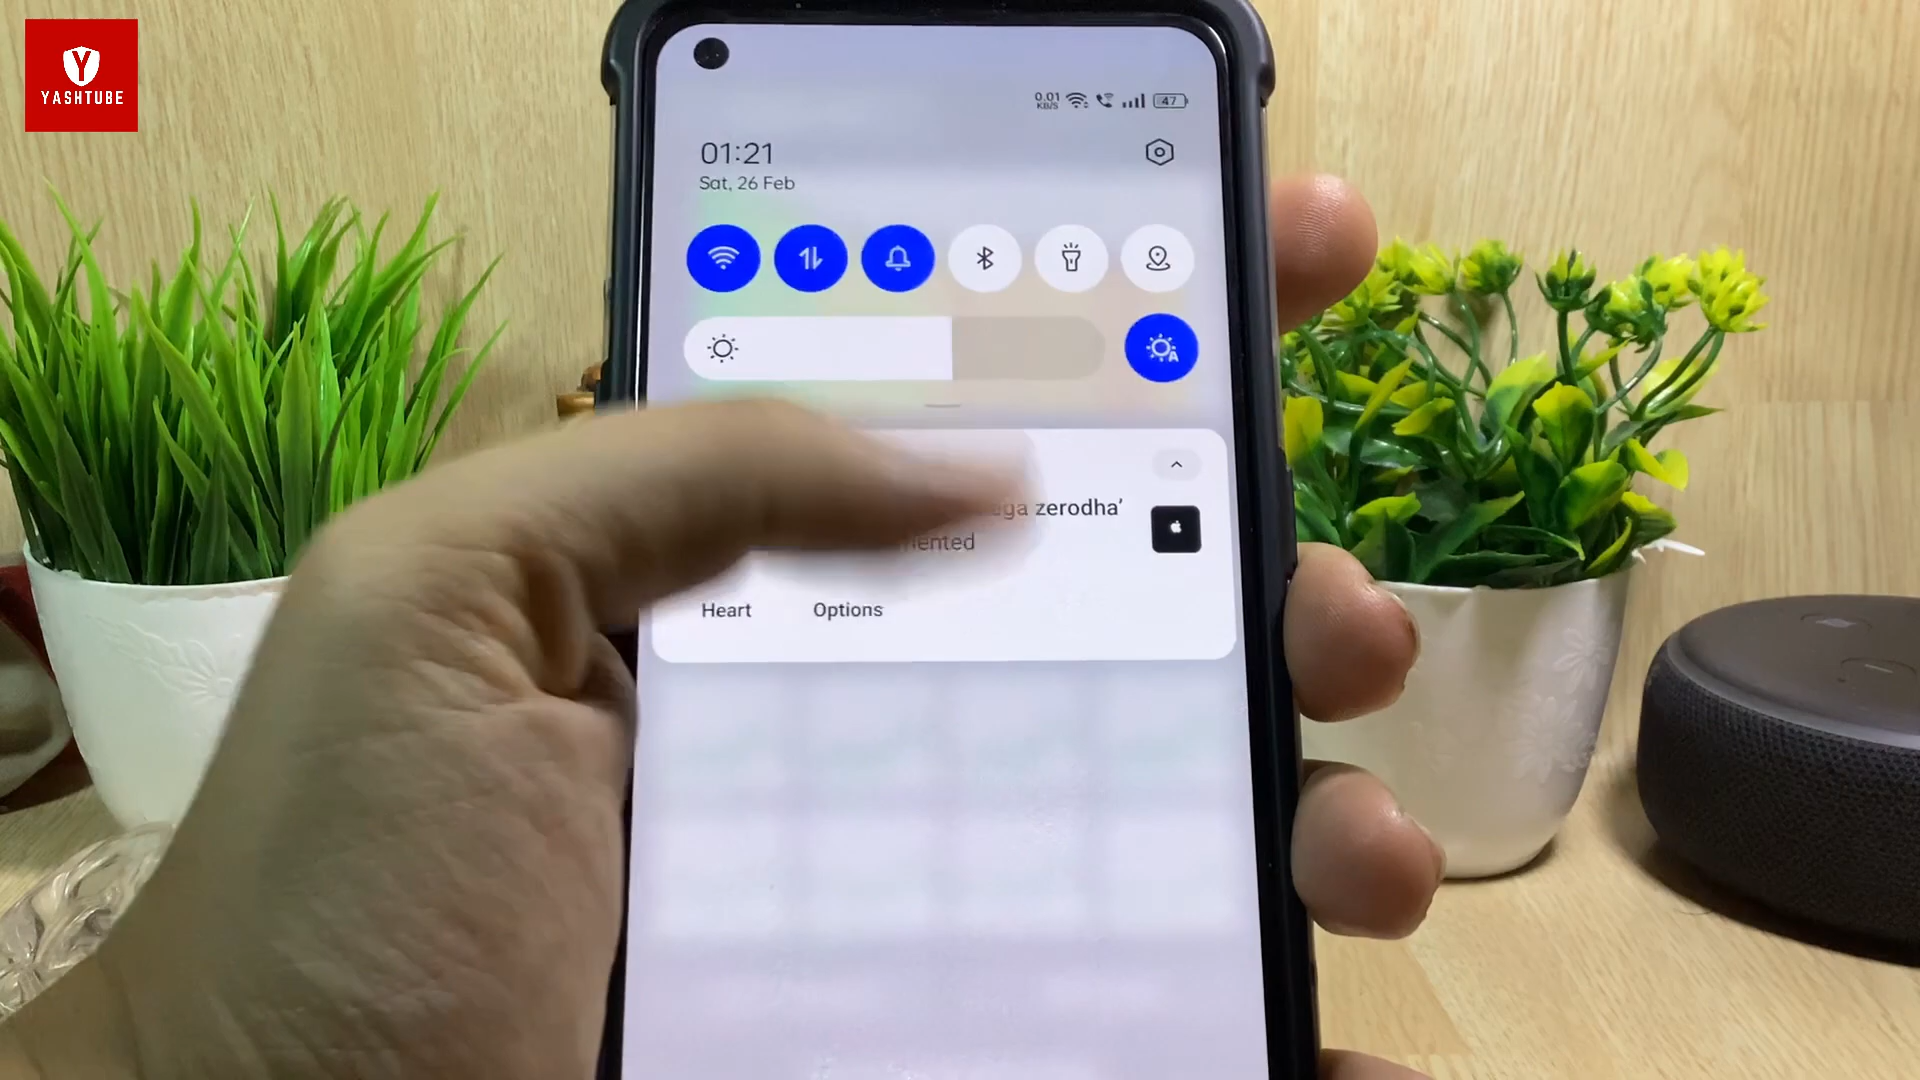 Y
YASHTUBE
0.01
KB/S
47
01:21
Sat, 26 Feb
A
zerodha'
Heart Options